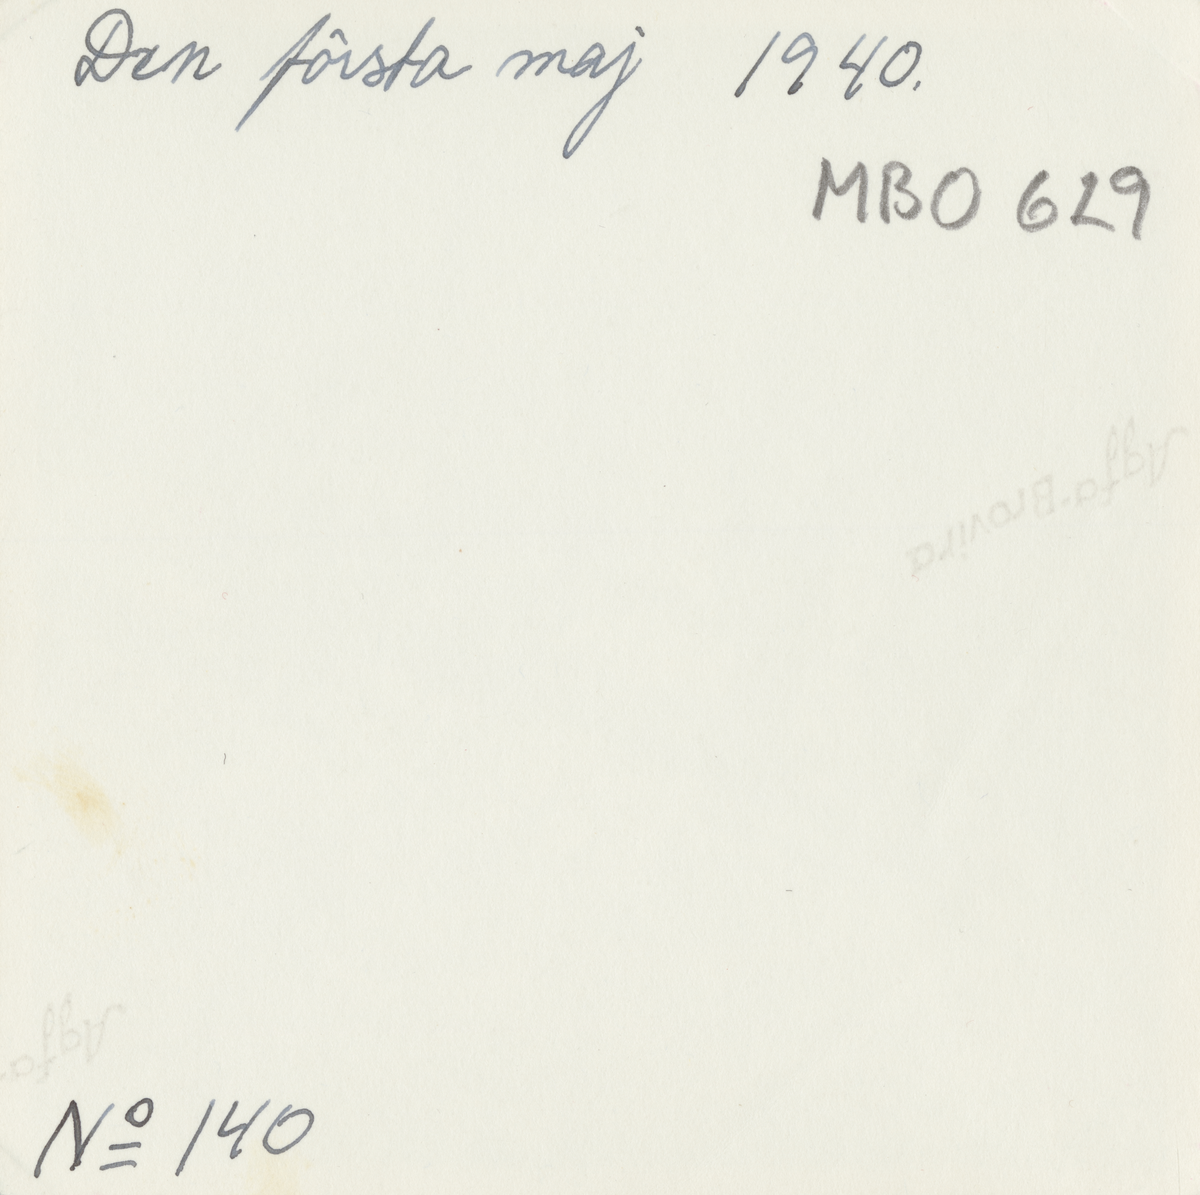 Den första maj 1940.
MBO 629
Agfa-Brovira
Agfa-
Nº 140